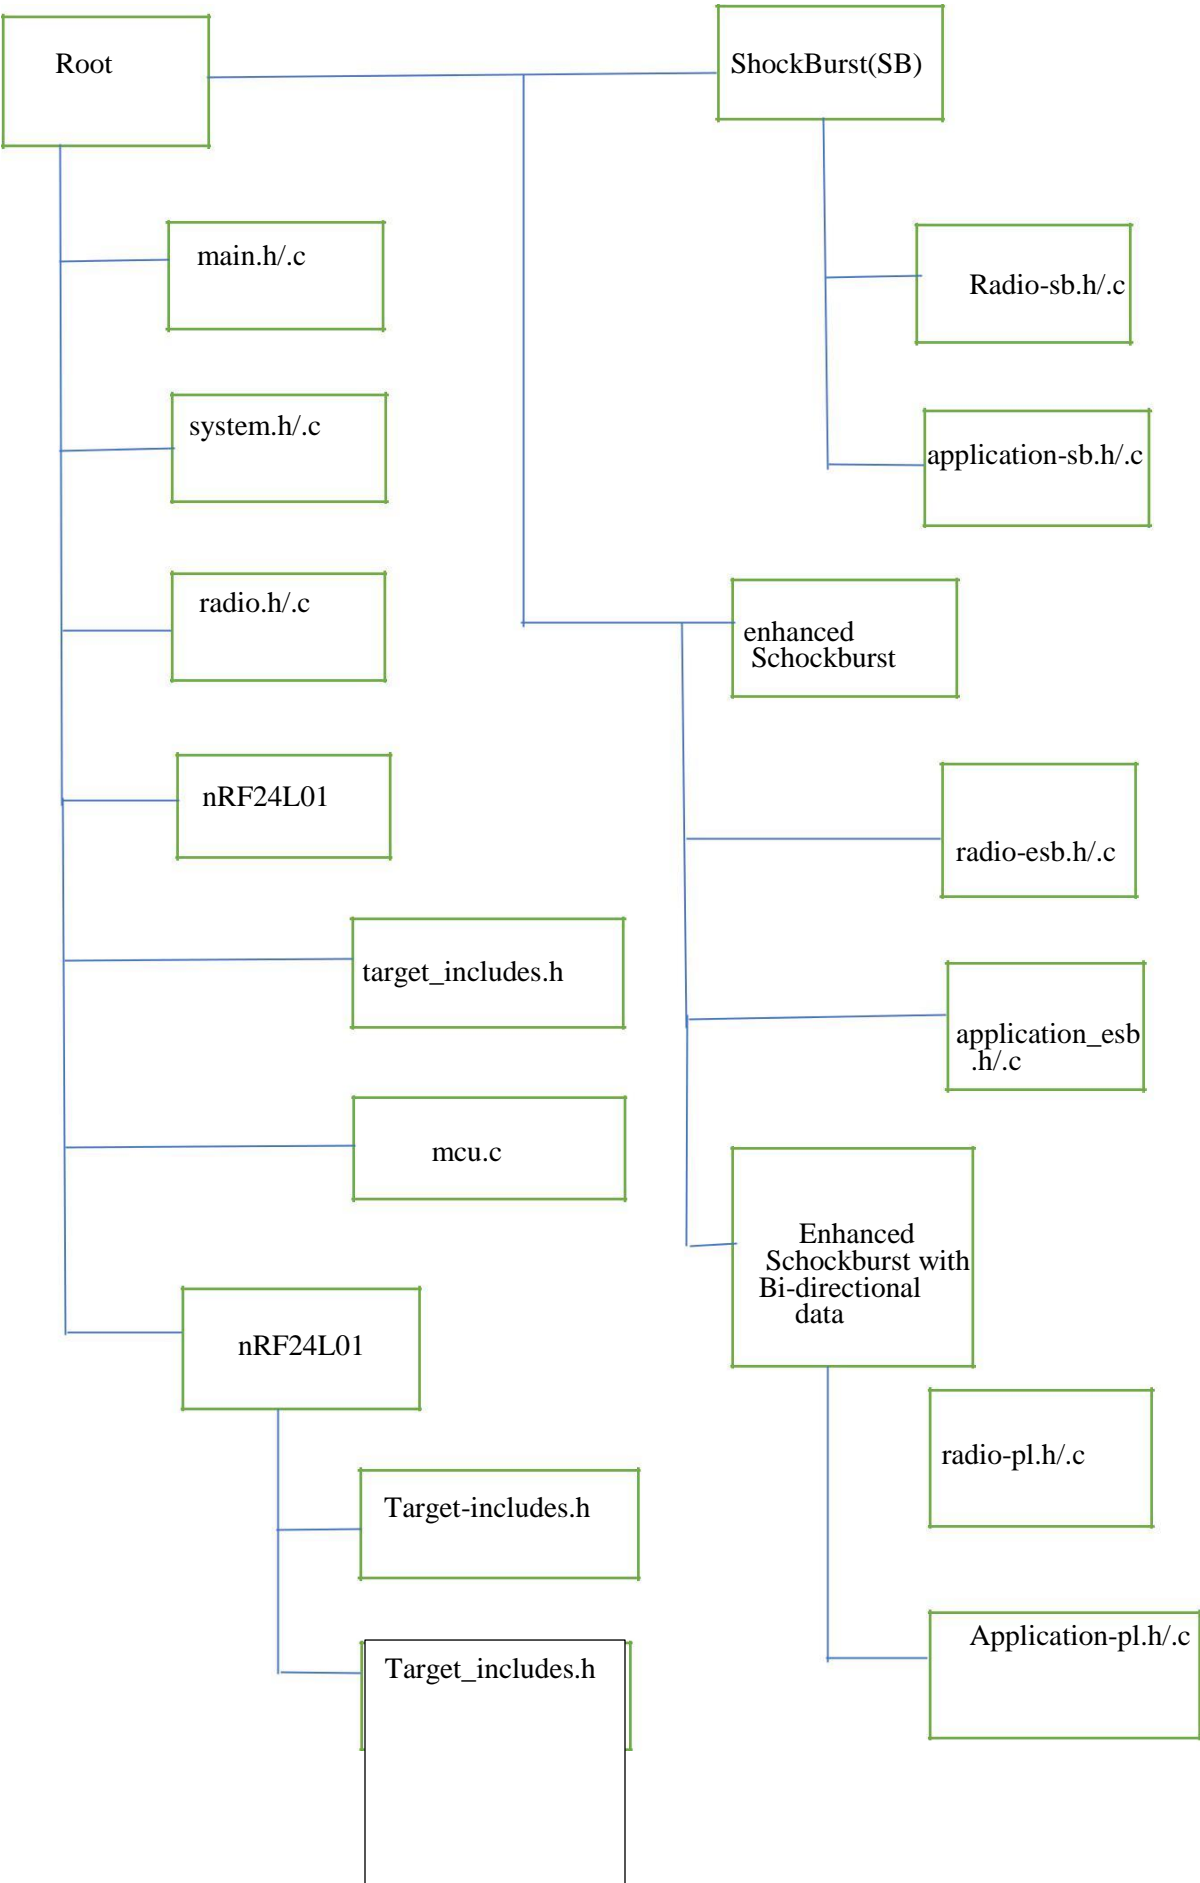 Root
ShockBurst(SB)
main.h/.c
Radio-sb.h/.c
system.h/.c
application-sb.h/.c
radio.h/.c
enhanced
Schockburst
nRF24L01
radio-esb.h/.c
target_includes.h
application_esb
.h/.c
mcu.c
Enhanced
Schockburst with
Bi-directional
data
nRF24L01
radio-pl.h/.c
Target-includes.h
Application-pl.h/.c
Target_includes.h